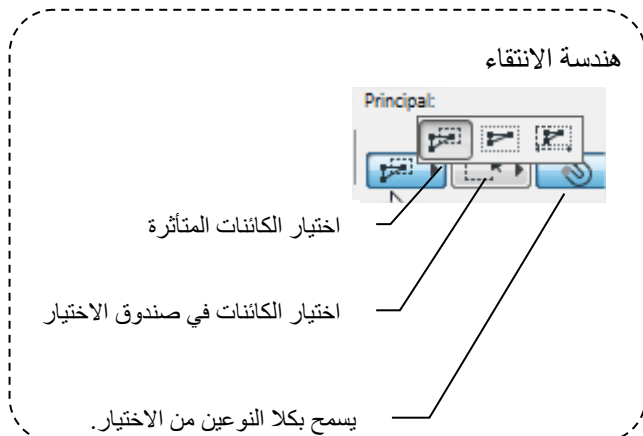 هندسة الانتقاء
Principal:
اختيار الكائنات المتأثرة
اختيار الكائنات في صندوق الاختيار
يسمح بكلا النوعين من الاختيار.